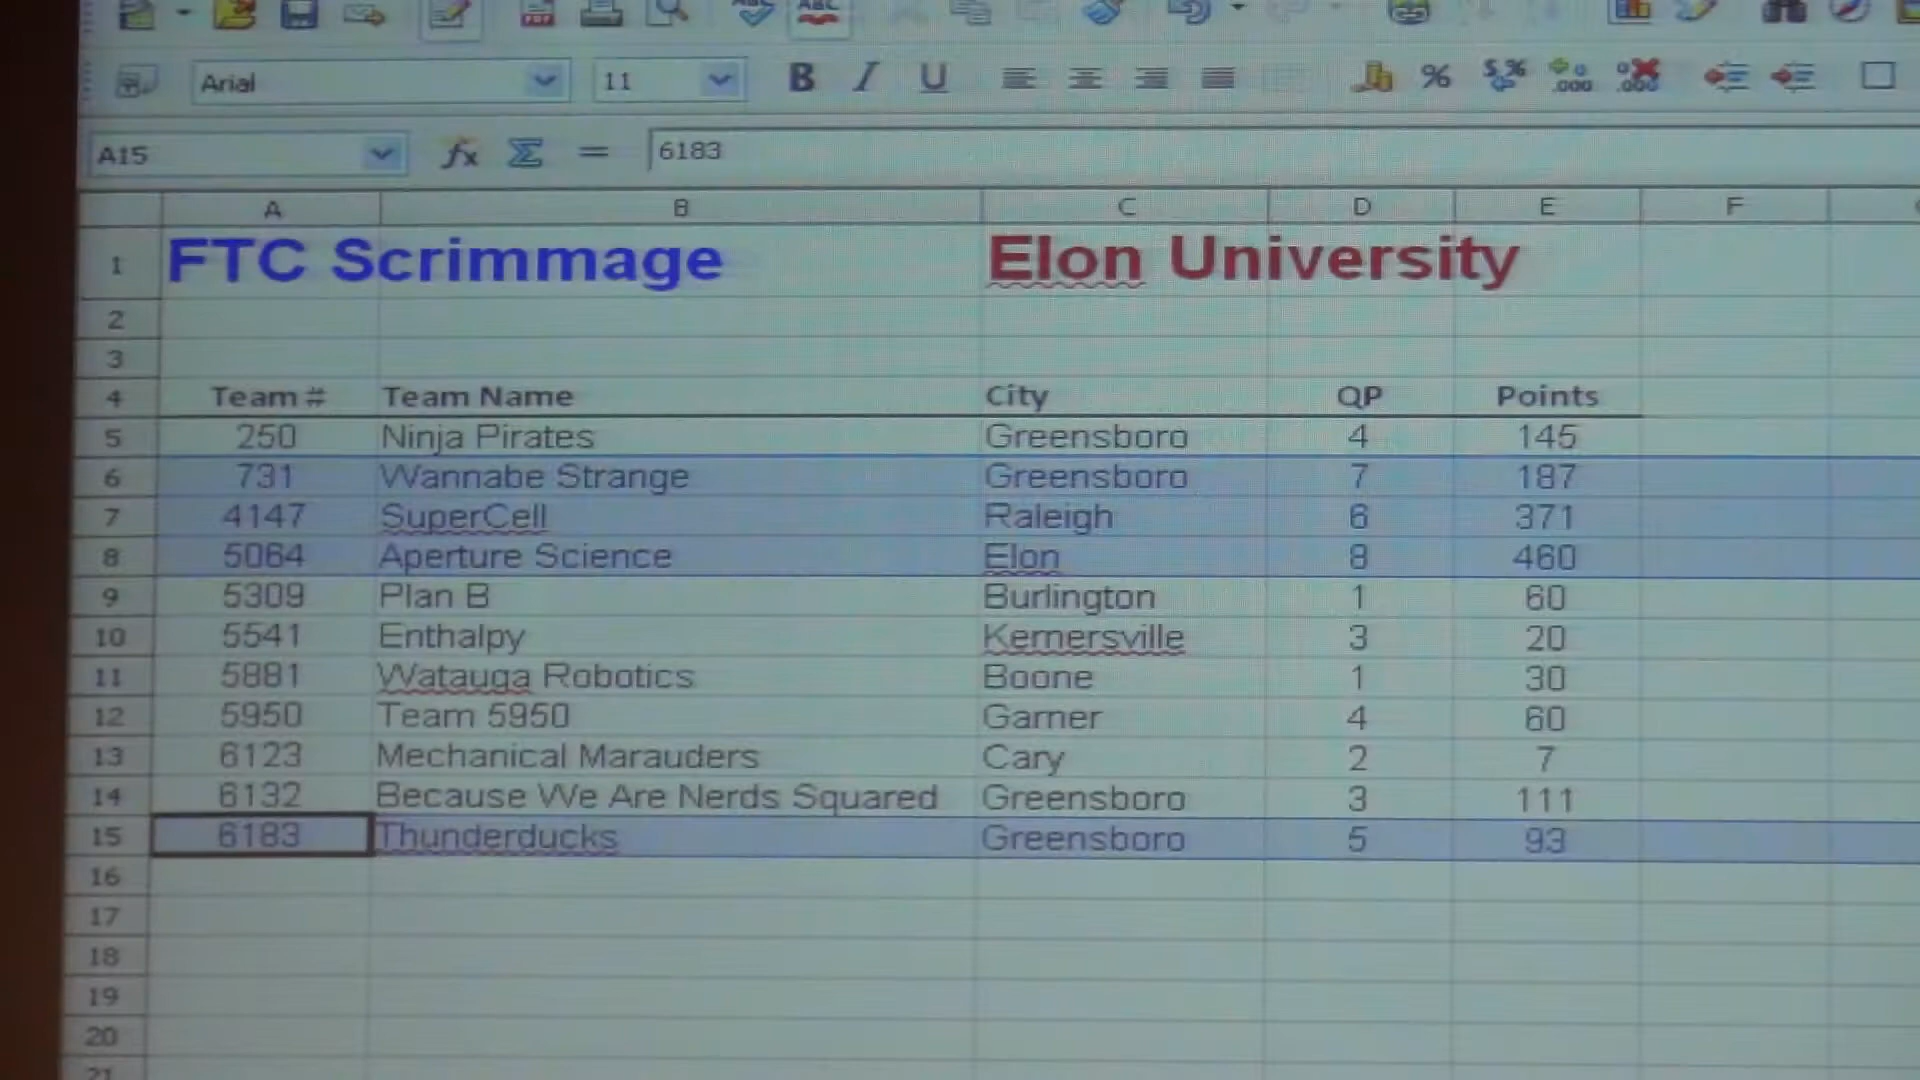 Arial 11 B I U % $% .000 .000
A15 fx Σ = 6183
A B C D E F
1 FTC Scrimmage Elon University
2
3
4 Team # Team Name City QP Points
5 250 Ninja Pirates Greensboro 4 145
6 731 Wannabe Strange Greensboro 7 187
7 4147 SuperCell Raleigh 6 371
8 5064 Aperture Science Elon 8 460
9 5309 Plan B Burlington 1 60
10 5541 Enthalpy Kernersville 3 20
11 5881 Watauga Robotics Boone 1 30
12 5950 Team 5950 Garner 4 60
13 6123 Mechanical Marauders Cary 2 7
14 6132 Because We Are Nerds Squared Greensboro 3 111
15 6183 Thunderducks Greensboro 5 93
16
17
18
19
20
21